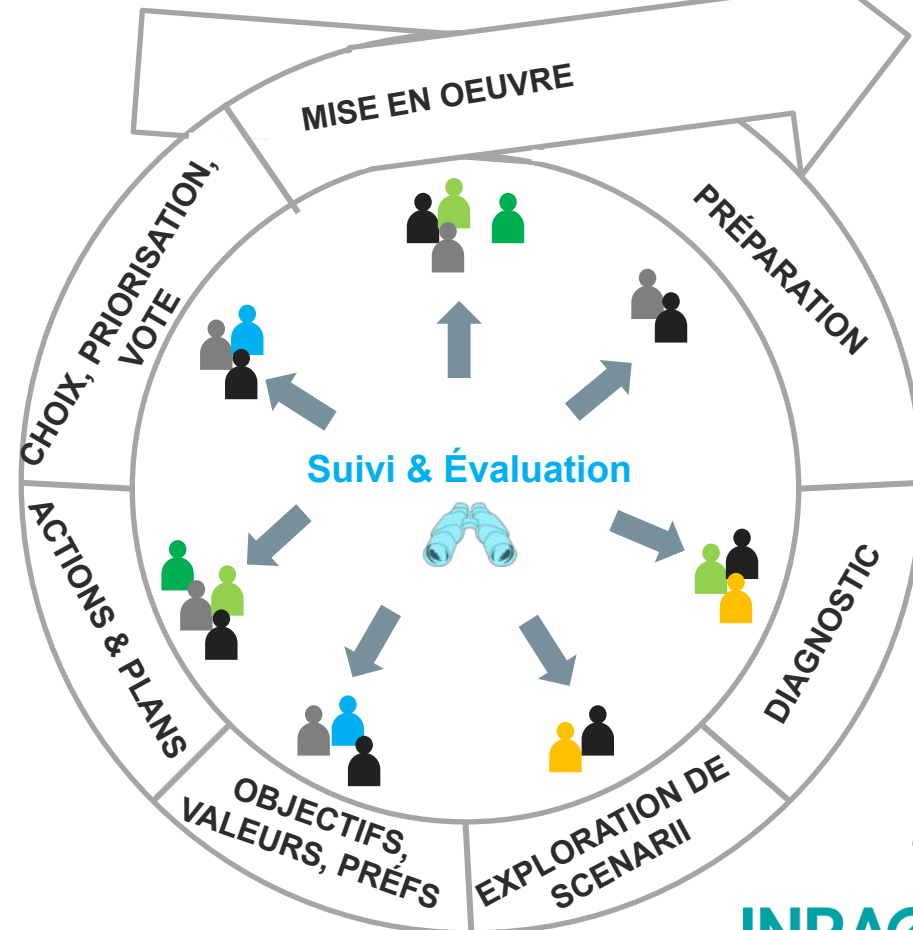 MISE EN OEUVRE
PRÉPARATION
CHOIX, PRIORISATION,
VOTE
Suivi & Évaluation
DIAGNOSTIC
ACTIONS & PLANS
OBJECTIFS,
VALEURS, PRÉFS
EXPLORATION DE
SCENARII